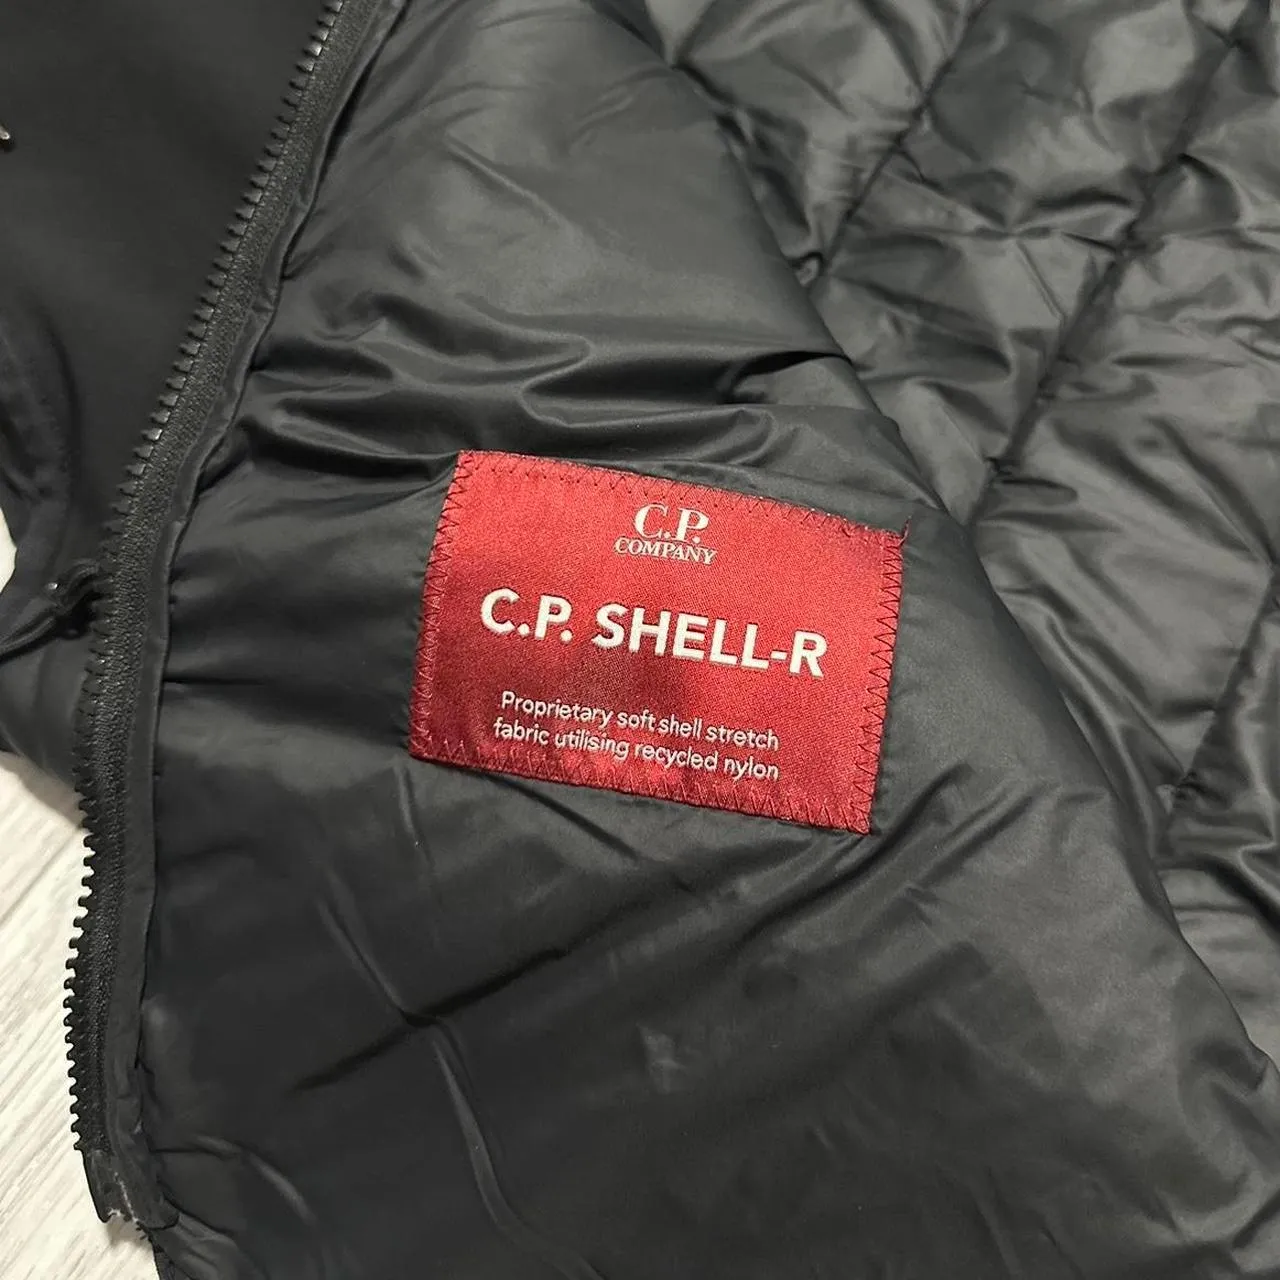 C.P.
COMPANY
C.P. SHELL-R
Proprietary soft shell stretch
fabric utilising recycled nylon